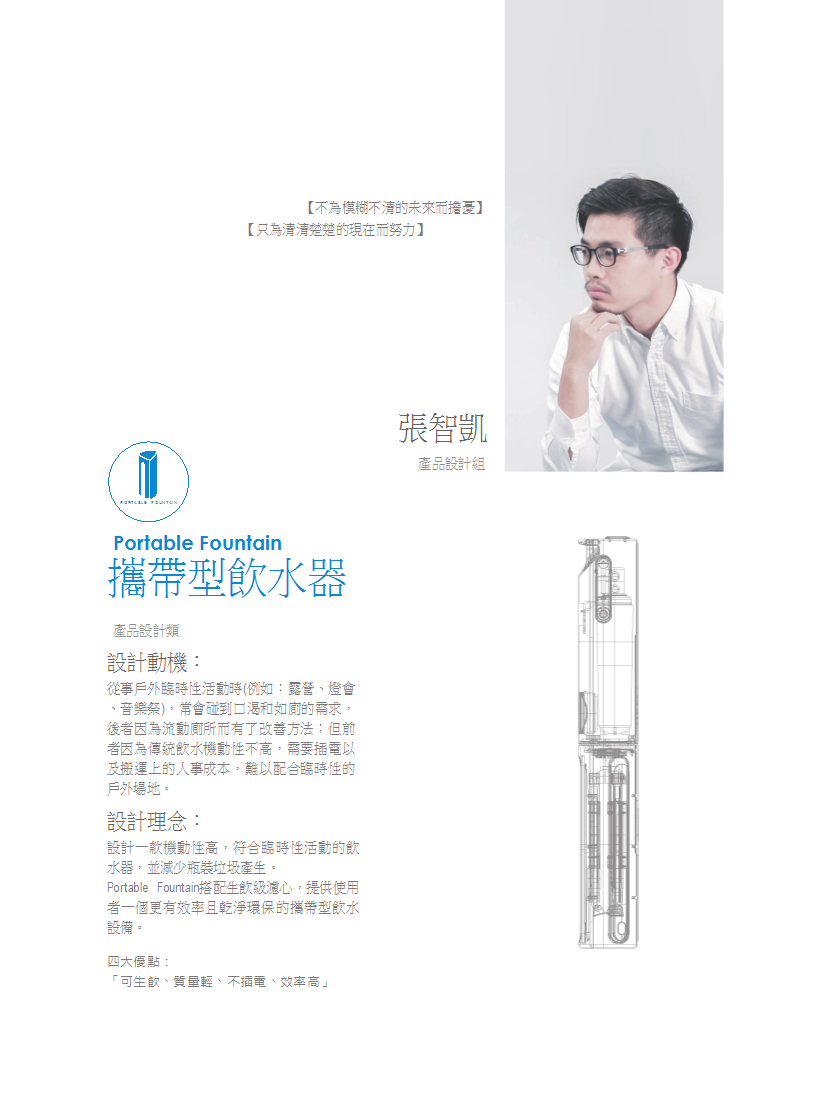 【不為模糊不清的未來而擔憂】
【只為清清楚楚的現在而努力】
張智凱
產品設計組
PORTABLE FOUNTAIN
Portable Fountain
攜帶型飲水器
產品設計類
設計動機：
從事戶外臨時性活動時(例如：露營、燈會
、音樂祭)，常會碰到口渴和如廁的需求，
後者因為流動廁所而有了改善方法；但前
者因為傳統飲水機動性不高，需要插電以
及搬運上的人事成本，難以配合臨時性的
戶外場地。
設計理念：
設計一款機動性高，符合臨時性活動的飲
水器，並減少瓶裝垃圾產生。
Portable Fountain搭配生飲級濾心，提供使用
者一個更有效率且乾淨環保的攜帶型飲水
設備。
四大優點：
「可生飲、質量輕、不插電、效率高」